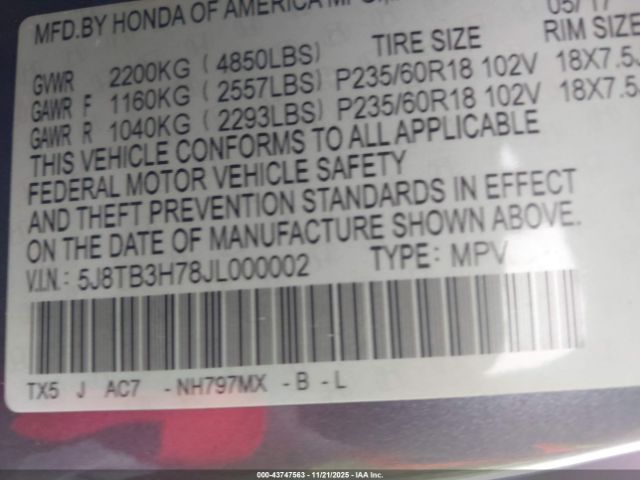 MFD.BY HONDA OF AMERICA MFG.,
05/17
GVWR 2200KG (4850LBS) TIRE SIZE RIM SIZE
GAWR F 1160KG (2557LBS) P235/60R18 102V 18X7.5J
GAWR R 1040KG (2293LBS) P235/60R18 102V 18X7.5
THIS VEHICLE CONFORMS TO ALL APPLICABLE
FEDERAL MOTOR VEHICLE SAFETY
AND THEFT PREVENTION STANDARDS IN EFFECT
ON THE DATE OF MANUFACTURE SHOWN ABOVE.
V.I.N.: 5J8TB3H78JL000002 TYPE: MPV
TX5 J AC7 -NH797MX -B -L
000-43747563 - 11/21/2025 - IAA Inc.